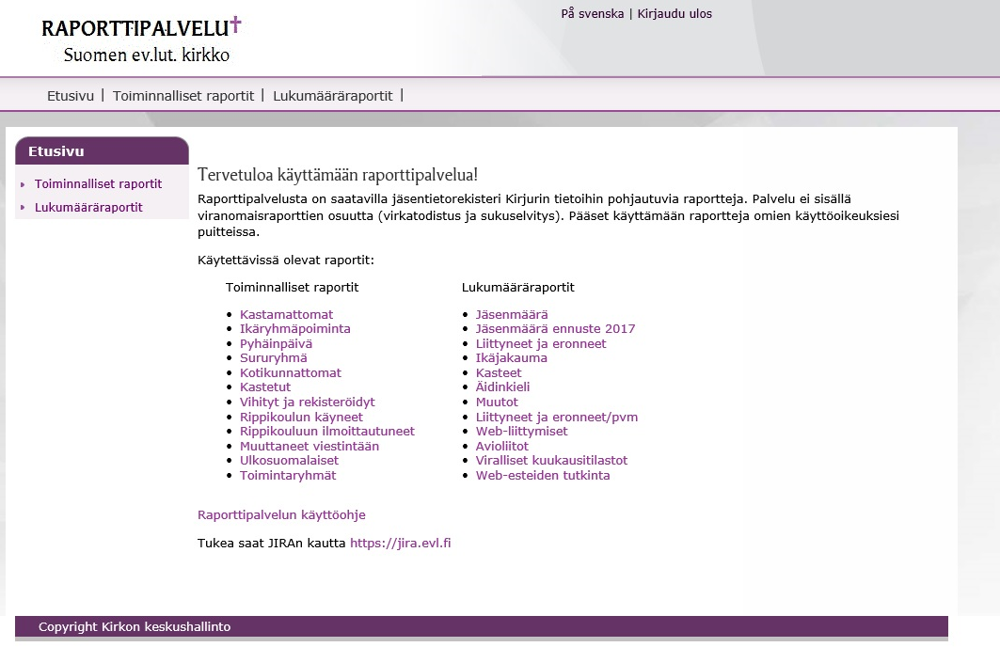 RAPORTTIPALVELU
Suomen ev.lut. kirkko
På svenska | Kirjaudu ulos
Etusivu | Toiminnalliset raportit | Lukumääräraportit |
Etusivu
Toiminnalliset raportit
Lukumääräraportit
Tervetuloa käyttämään raporttipalvelua!
Raporttipalvelusta on saatavilla jäsentietorekisteri Kirjurin tietoihin pohjautuvia raportteja. Palvelu ei sisällä
viranomaisraporttien osuutta (virkatodistus ja sukuselvitys). Pääset käyttämään raportteja omien käyttöoikeuksiesi
puitteissa.
Käytettävissä olevat raportit:
Toiminnalliset raportit
• Kastamattomat
• Ikäryhmäpoiminta
• Pyhäinpäivä
• Sururyhmä
• Kotikunnattomat
• Kastetut
• Vihityt ja rekisteröidyt
• Rippikoulun käyneet
• Rippikouluun ilmoittautuneet
• Muuttaneet viestintään
• Ulkosuomalaiset
• Toimintaryhmät
Lukumääräraportit
• Jäsenmäärä
• Jäsenmäärä ennuste 2017
• Liittyneet ja eronneet
• Ikäjakauma
• Kasteet
• Äidinkieli
• Muutot
• Liittyneet ja eronneet/pvm
• Web-liittymiset
• Avioliitot
• Viralliset kuukausitilastot
• Web-esteiden tutkinta
Raporttipalvelun käyttöohje
Tukea saat JIRAn kautta https://jira.evl.fi
Copyright Kirkon keskushallinto